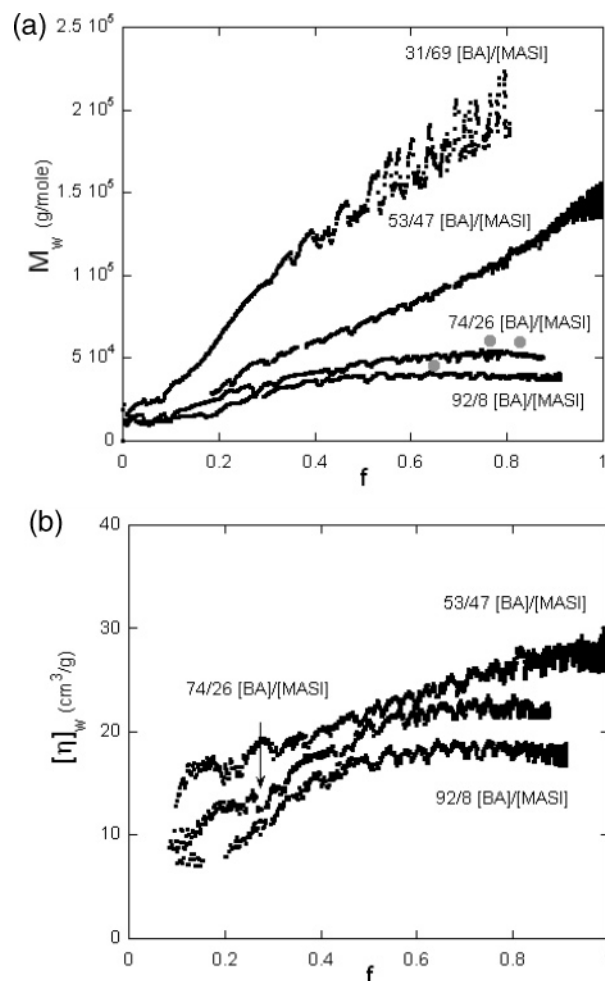 (a)
2.5 10⁵
31/69 [BA]/[MASI]
2 10⁵
1.5 10⁵
53/47 [BA]/[MASI]
M_w (g/mole)
1 10⁵
74/26 [BA]/[MASI]
5 10⁴
92/8 [BA]/[MASI]
0
0 0.2 0.4 0.6 0.8 1
f
(b)
40
53/47 [BA]/[MASI]
30
74/26 [BA]/[MASI]
[η]_w (cm³/g)
20
92/8 [BA]/[MASI]
10
0
0 0.2 0.4 0.6 0.8
f